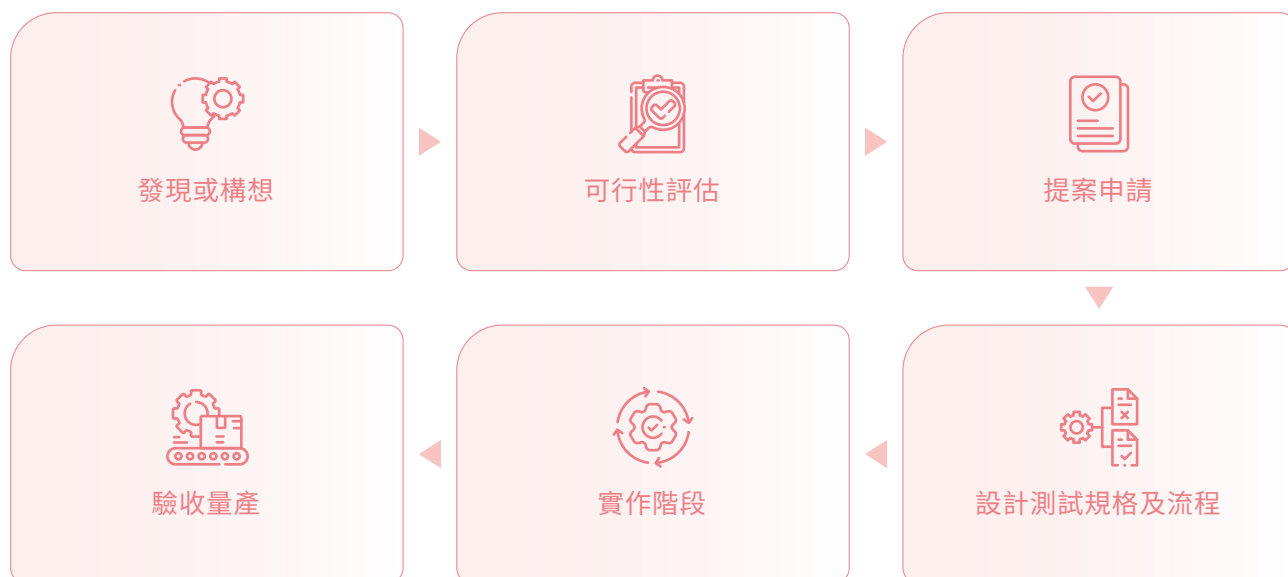 發現或構想
可行性評估
提案申請
設計測試規格及流程
實作階段
驗收量產